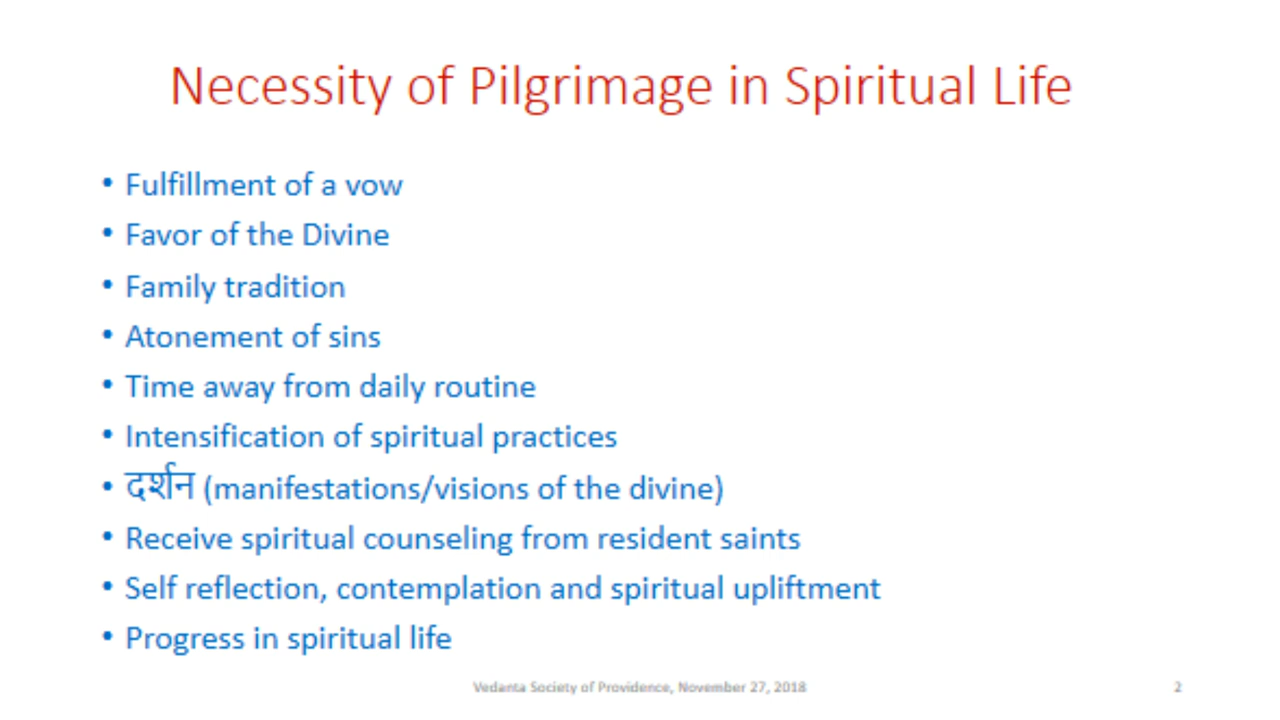 Necessity of Pilgrimage in Spiritual Life
• Fulfillment of a vow
• Favor of the Divine
• Family tradition
• Atonement of sins
• Time away from daily routine
• Intensification of spiritual practices
• दर्शन (manifestations/visions of the divine)
• Receive spiritual counseling from resident saints
• Self reflection, contemplation and spiritual upliftment
• Progress in spiritual life
Vedanta Society of Providence, November 27, 2018
2